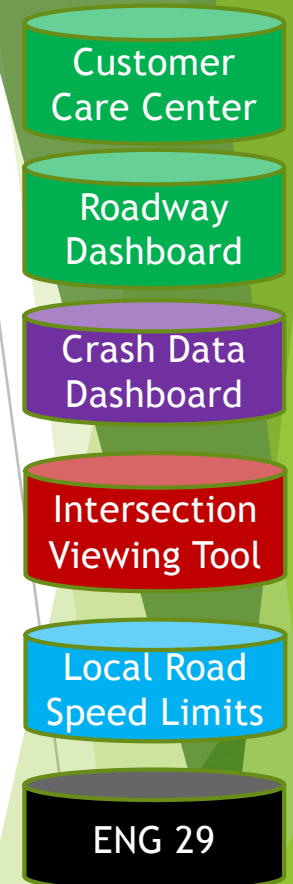 Customer
Care Center
Roadway
Dashboard
Crash Data
Dashboard
Intersection
Viewing Tool
Local Road
Speed Limits
ENG 29